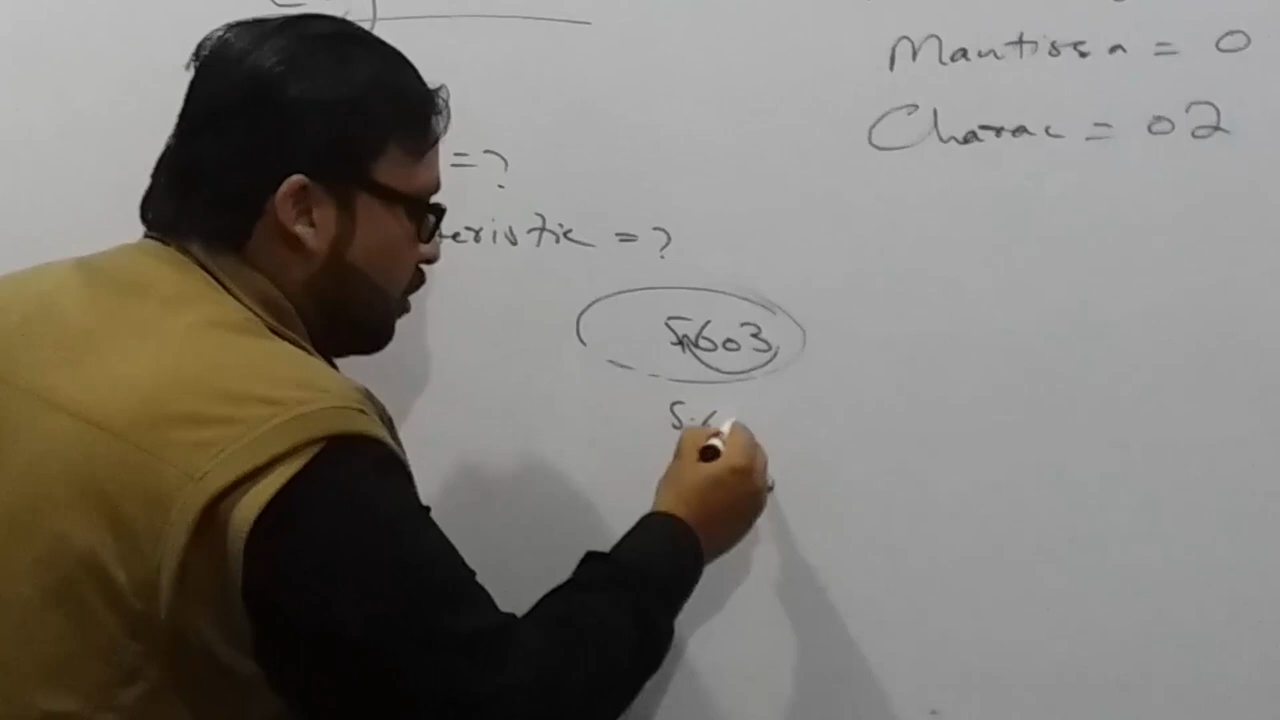 Mantissa = 0
Charac = 02
= ?
teristic = ?
5603
5.6